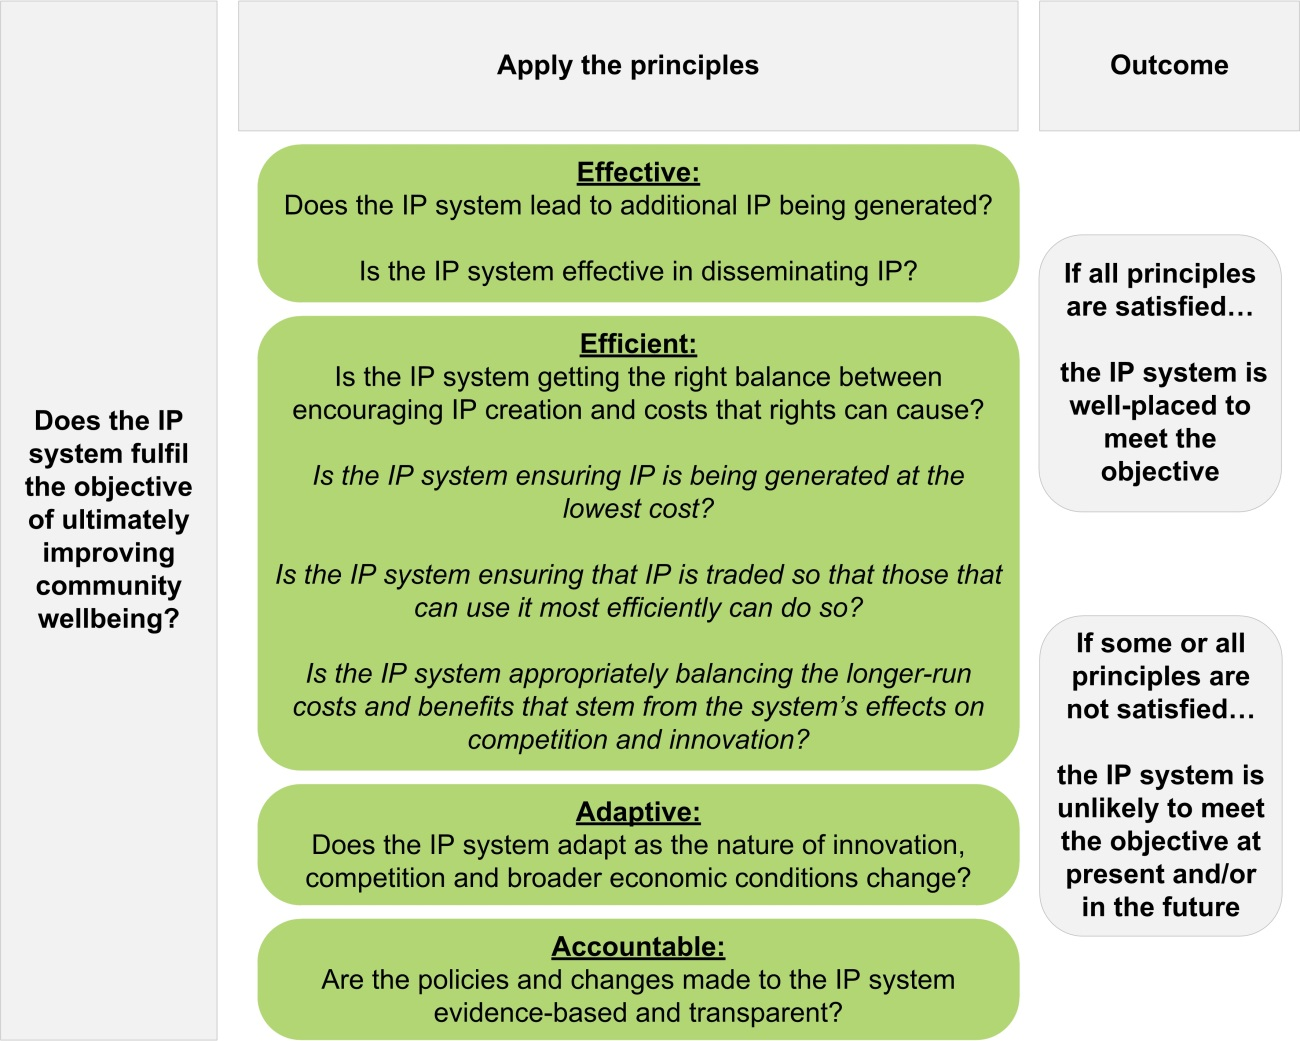 Does the IP
system fulfil
the objective
of ultimately
improving
community
wellbeing?
Apply the principles
Effective:
Does the IP system lead to additional IP being generated?
Is the IP system effective in disseminating IP?
Efficient:
Is the IP system getting the right balance between
encouraging IP creation and costs that rights can cause?
Is the IP system ensuring IP is being generated at the
lowest cost?
Is the IP system ensuring that IP is traded so that those that
can use it most efficiently can do so?
Is the IP system appropriately balancing the longer-run
costs and benefits that stem from the system’s effects on
competition and innovation?
Adaptive:
Does the IP system adapt as the nature of innovation,
competition and broader economic conditions change?
Accountable:
Are the policies and changes made to the IP system
evidence-based and transparent?
Outcome
If all principles
are satisfied…
the IP system is
well-placed to
meet the
objective
If some or all
principles are
not satisfied…
the IP system is
unlikely to meet
the objective at
present and/or
in the future